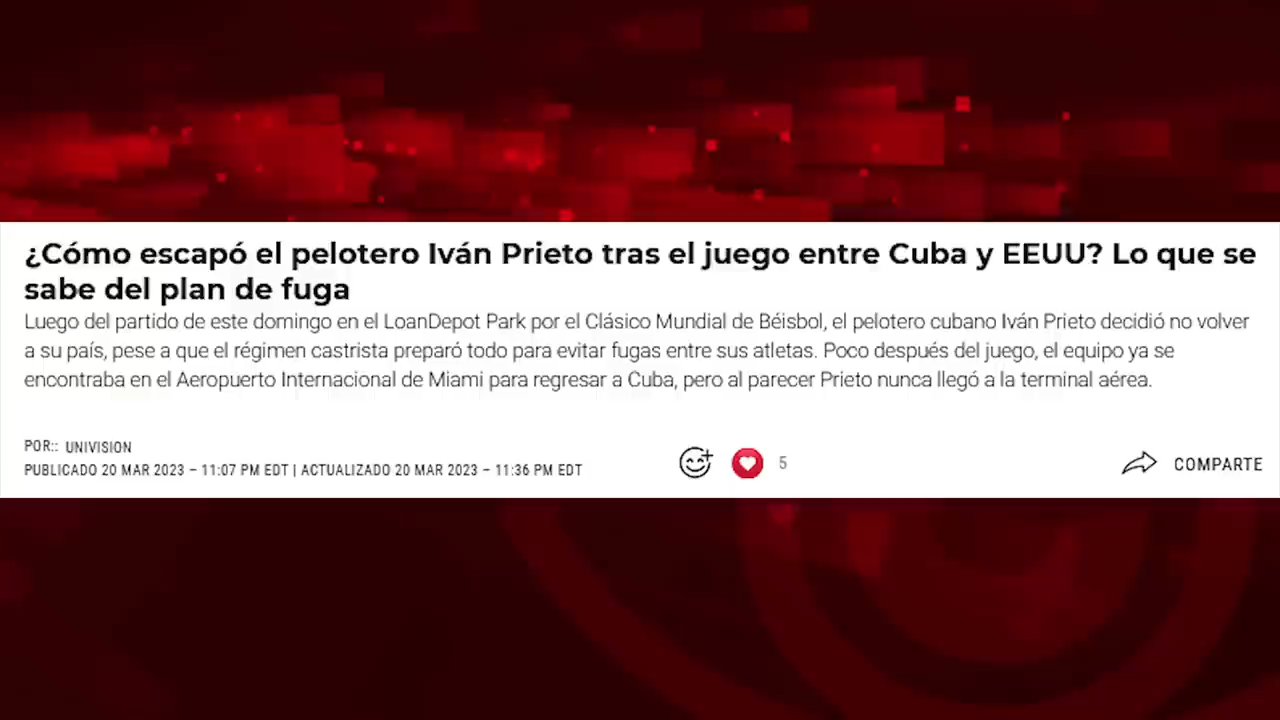 ¿Cómo escapó el pelotero Iván Prieto tras el juego entre Cuba y EEUU? Lo que se
sabe del plan de fuga
Luego del partido de este domingo en el LoanDepot Park por el Clásico Mundial de Béisbol, el pelotero cubano Iván Prieto decidió no volver
a su país, pese a que el régimen castrista preparó todo para evitar fugas entre sus atletas. Poco después del juego, el equipo ya se
encontraba en el Aeropuerto Internacional de Miami para regresar a Cuba, pero al parecer Prieto nunca llegó a la terminal aérea.
POR:: UNIVISION
PUBLICADO 20 MAR 2023 – 11:07 PM EDT | ACTUALIZADO 20 MAR 2023 – 11:36 PM EDT
5
COMPARTE